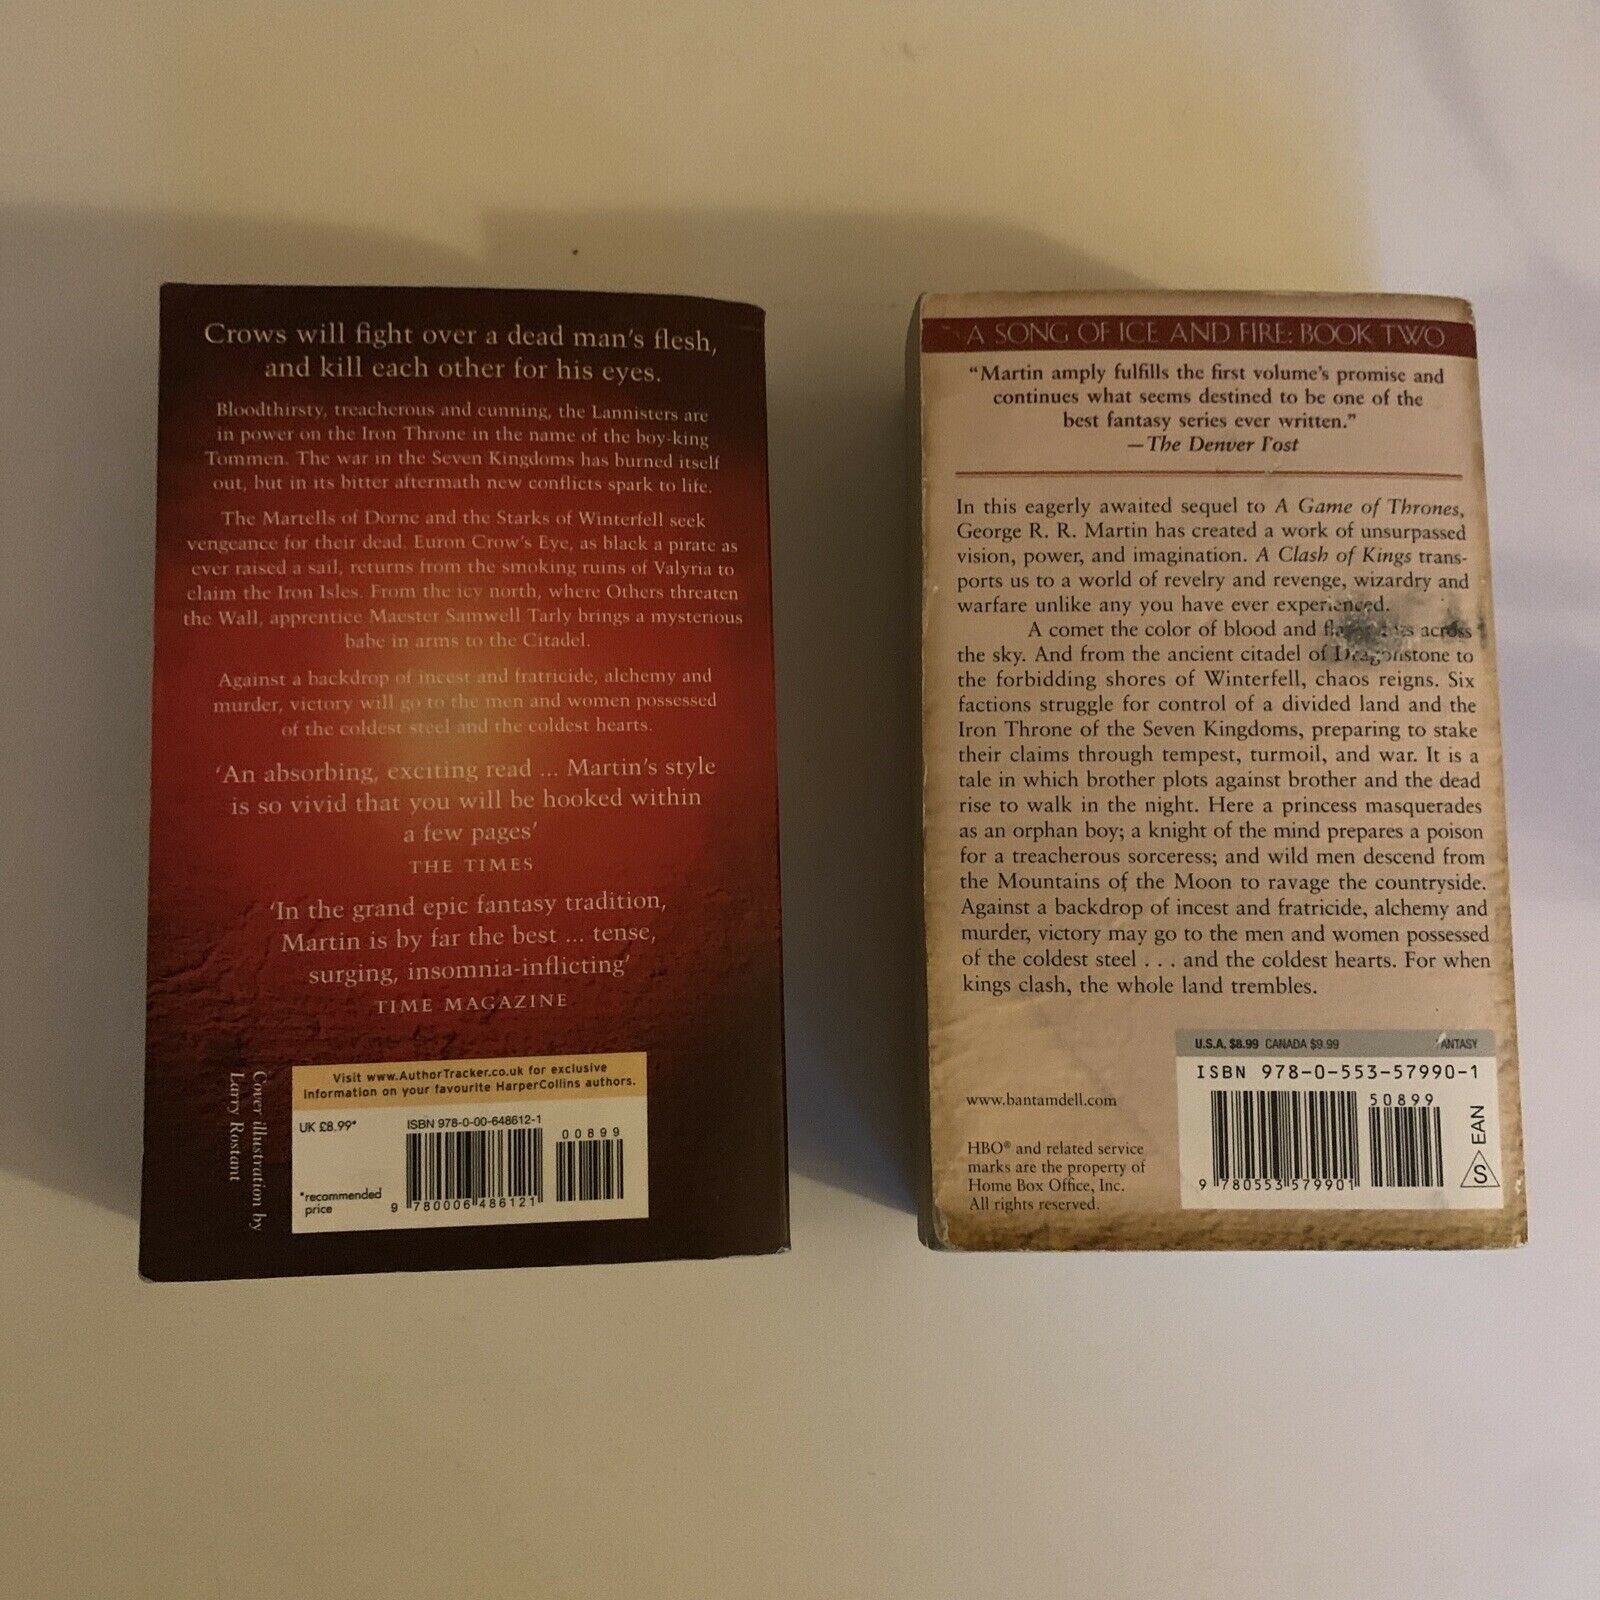 Crows will fight over a dead man's flesh,
and kill each other for his eyes.
Bloodthirsty, treacherous and cunning, the Lannisters are
in power on the Iron Throne in the name of the boy-king
Tommen. The war in the Seven Kingdoms has burned itself
out, but in its bitter aftermath new conflicts spark to life.
The Martells of Dorne and the Starks of Winterfell seek
vengeance for their dead. Euron Crow's Eye, as black a pirate as
ever raised a sail, returns from the smoking ruins of Valyria to
claim the Iron Isles. From the icy north, where Others threaten
the Wall, apprentice Maester Samwell Tarly brings a mysterious
babe in arms to the Citadel.
Against a backdrop of incest and fratricide, alchemy and
murder, victory will go to the men and women possessed
of the coldest steel and the coldest hearts.
'An absorbing, exciting read ... Martin's style
is so vivid that you will be hooked within
a few pages'
THE TIMES
'In the grand epic fantasy tradition,
Martin is by far the best ... tense,
surging, insomnia-inflicting'
TIME MAGAZINE
Cover illustration by
Larry Rostant
Visit www.AuthorTracker.co.uk for exclusive
information on your favourite HarperCollins authors.
UK £8.99*
ISBN 978-0-00-648612-1
00899
*recommended
price
9 780006 486121
A SONG OF ICE AND FIRE: BOOK TWO
"Martin amply fulfills the first volume's promise and
continues what seems destined to be one of the
best fantasy series ever written."
—The Denver Post
In this eagerly awaited sequel to A Game of Thrones,
George R. R. Martin has created a work of unsurpassed
vision, power, and imagination. A Clash of Kings trans-
ports us to a world of revelry and revenge, wizardry and
warfare unlike any you have ever experienced.
A comet the color of blood and across
the sky. And from the ancient citadel of Dragonstone to
the forbidding shores of Winterfell, chaos reigns. Six
factions struggle for control of a divided land and the
Iron Throne of the Seven Kingdoms, preparing to stake
their claims through tempest, turmoil, and war. It is a
tale in which brother plots against brother and the dead
rise to walk in the night. Here a princess masquerades
as an orphan boy; a knight of the mind prepares a poison
for a treacherous sorceress; and wild men descend from
the Mountains of the Moon to ravage the countryside.
Against a backdrop of incest and fratricide, alchemy and
murder, victory may go to the men and women possessed
of the coldest steel . . . and the coldest hearts. For when
kings clash, the whole land trembles.
U.S.A. $8.99 CANADA $9.99 FANTASY
ISBN 978-0-553-57990-1
www.bantamdell.com
50899
HBO® and related service
marks are the property of
Home Box Office, Inc.
All rights reserved.
9 780553 579901
S EAN